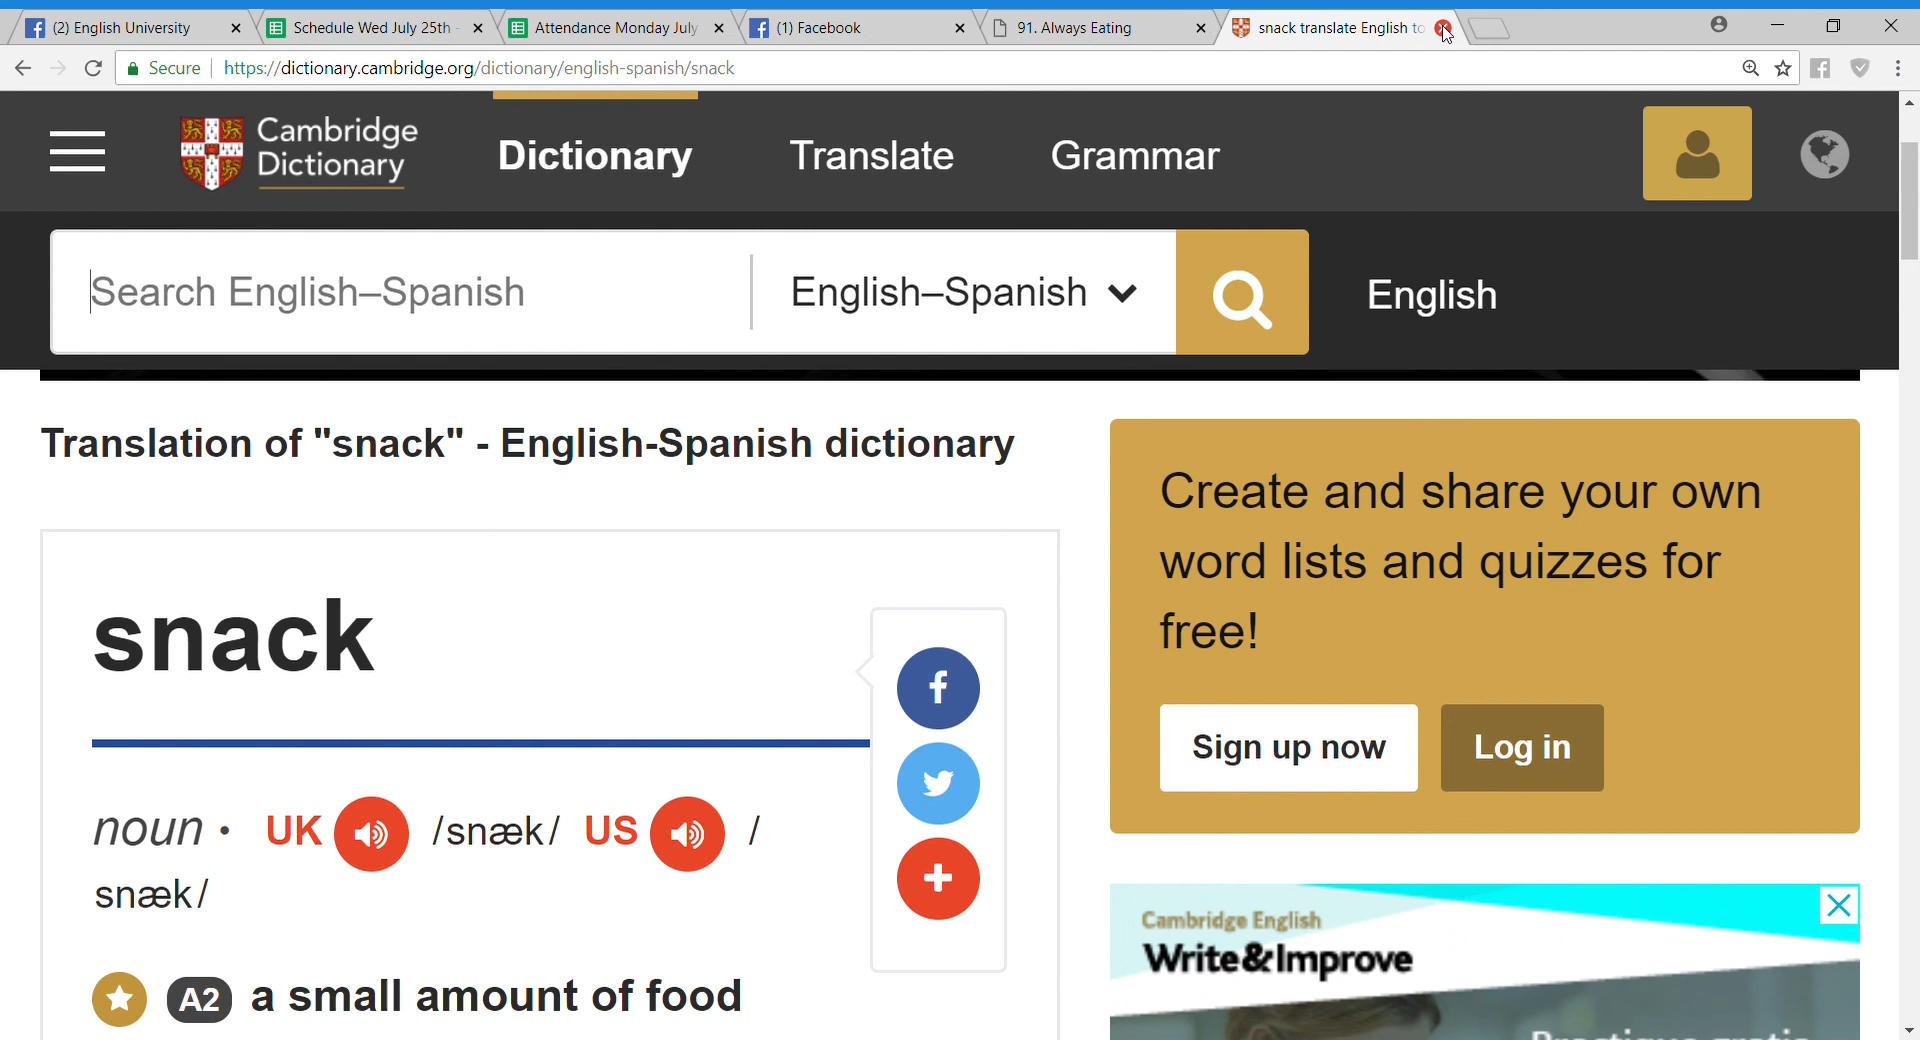 (2) English University
Schedule Wed July 25th -
Attendance Monday July
(1) Facebook
91. Always Eating
snack translate English to
Secure
https://dictionary.cambridge.org/dictionary/english-spanish/snack
Cambridge
Dictionary
Dictionary
Translate
Grammar
Search English–Spanish
English–Spanish
English
Translation of "snack" - English-Spanish dictionary
snack
noun • UK /snæk/ US /
snæk/
A2 a small amount of food
Create and share your own
word lists and quizzes for
free!
Sign up now
Log in
Cambridge English
Write&Improve